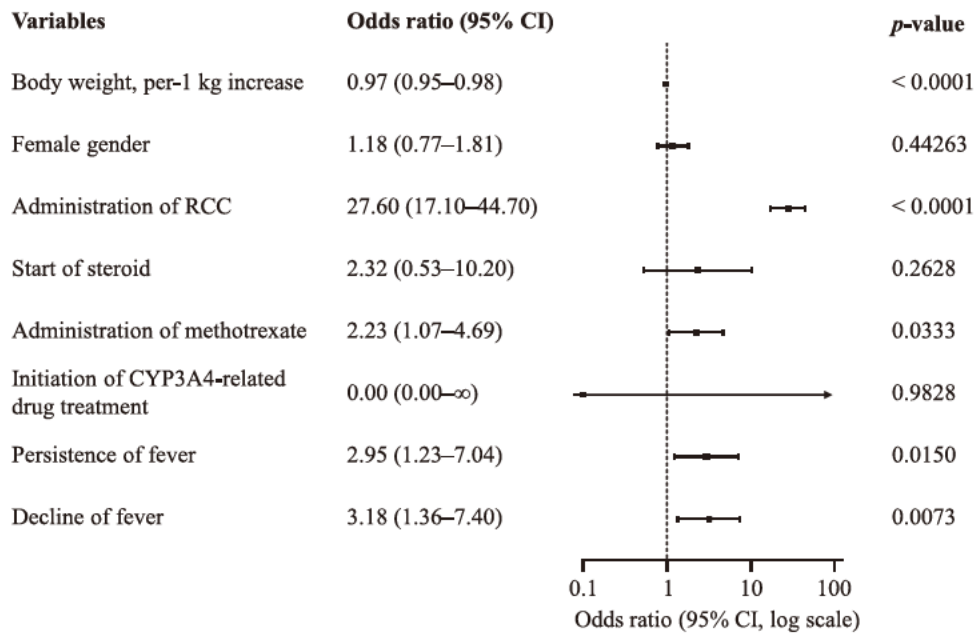 Variables Odds ratio (95% CI) p-value
Body weight, per-1 kg increase 0.97 (0.95–0.98) < 0.0001
Female gender 1.18 (0.77–1.81) 0.44263
Administration of RCC 27.60 (17.10–44.70) < 0.0001
Start of steroid 2.32 (0.53–10.20) 0.2628
Administration of methotrexate 2.23 (1.07–4.69) 0.0333
Initiation of CYP3A4-related
drug treatment 0.00 (0.00–∞) 0.9828
Persistence of fever 2.95 (1.23–7.04) 0.0150
Decline of fever 3.18 (1.36–7.40) 0.0073
0.1 1 10 100
Odds ratio (95% CI, log scale)